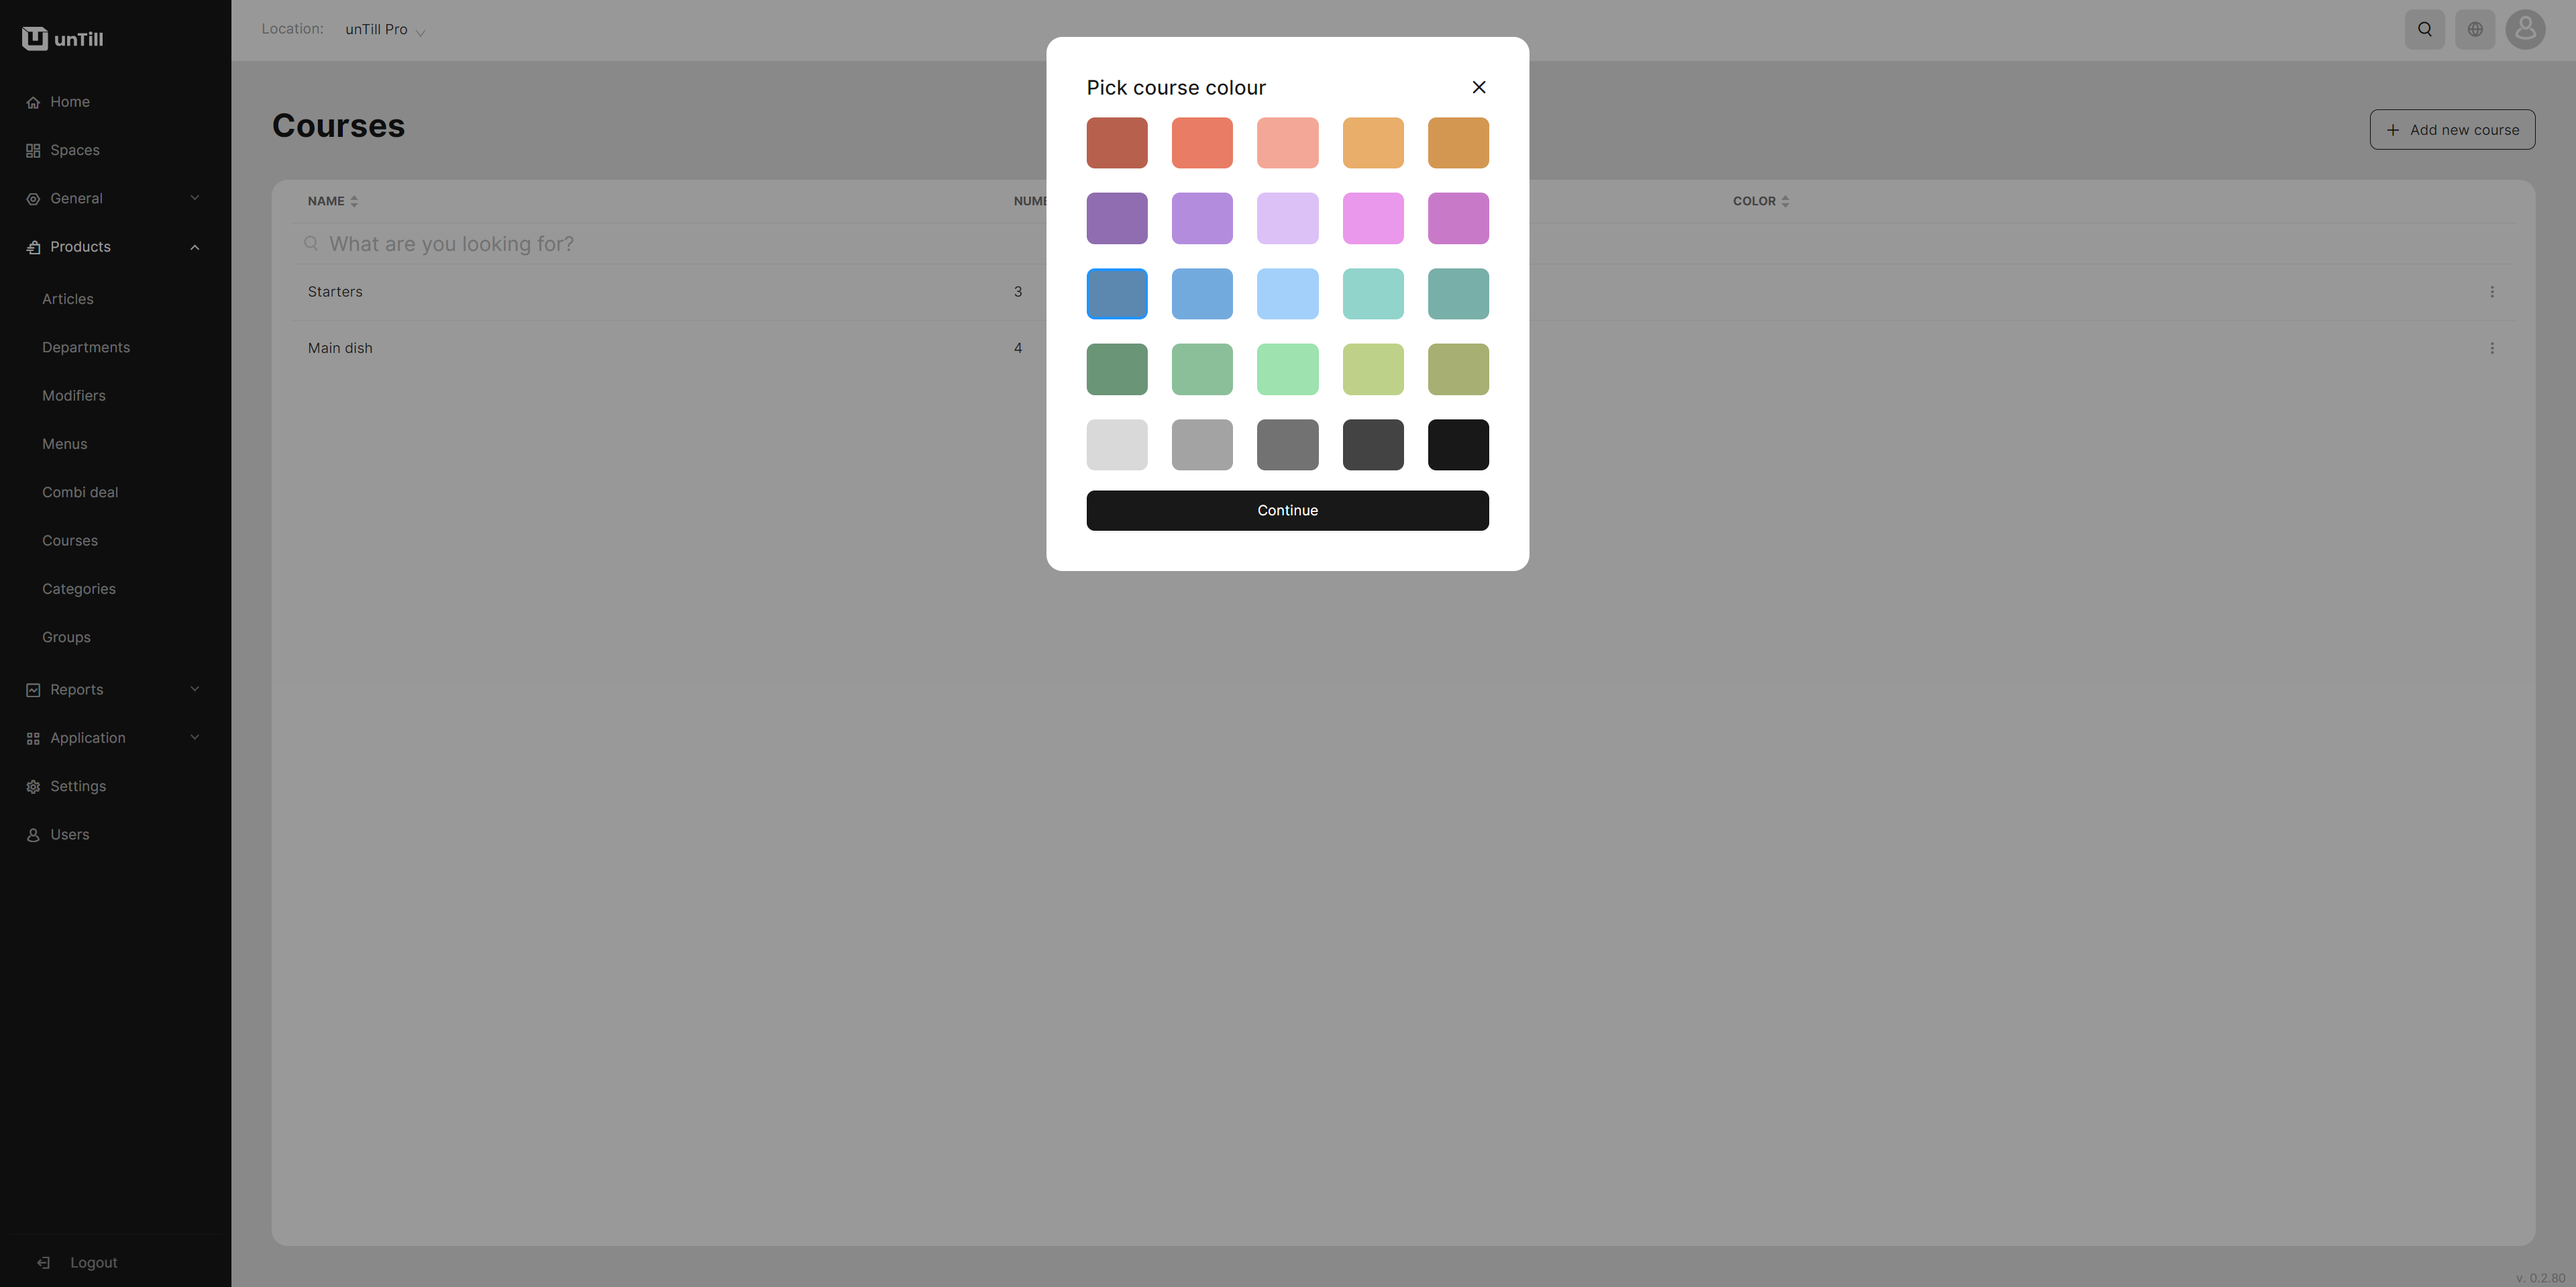 unTill
Location: unTill Pro
Home
Spaces
General
Products
Articles
Departments
Modifiers
Menus
Combi deal
Courses
Categories
Groups
Reports
Application
Settings
Users
Logout
Courses
Add new course
NAME COLOR
What are you looking for?
Starters 3
Main dish 4
Pick course colour
Continue
v. 0.2.80